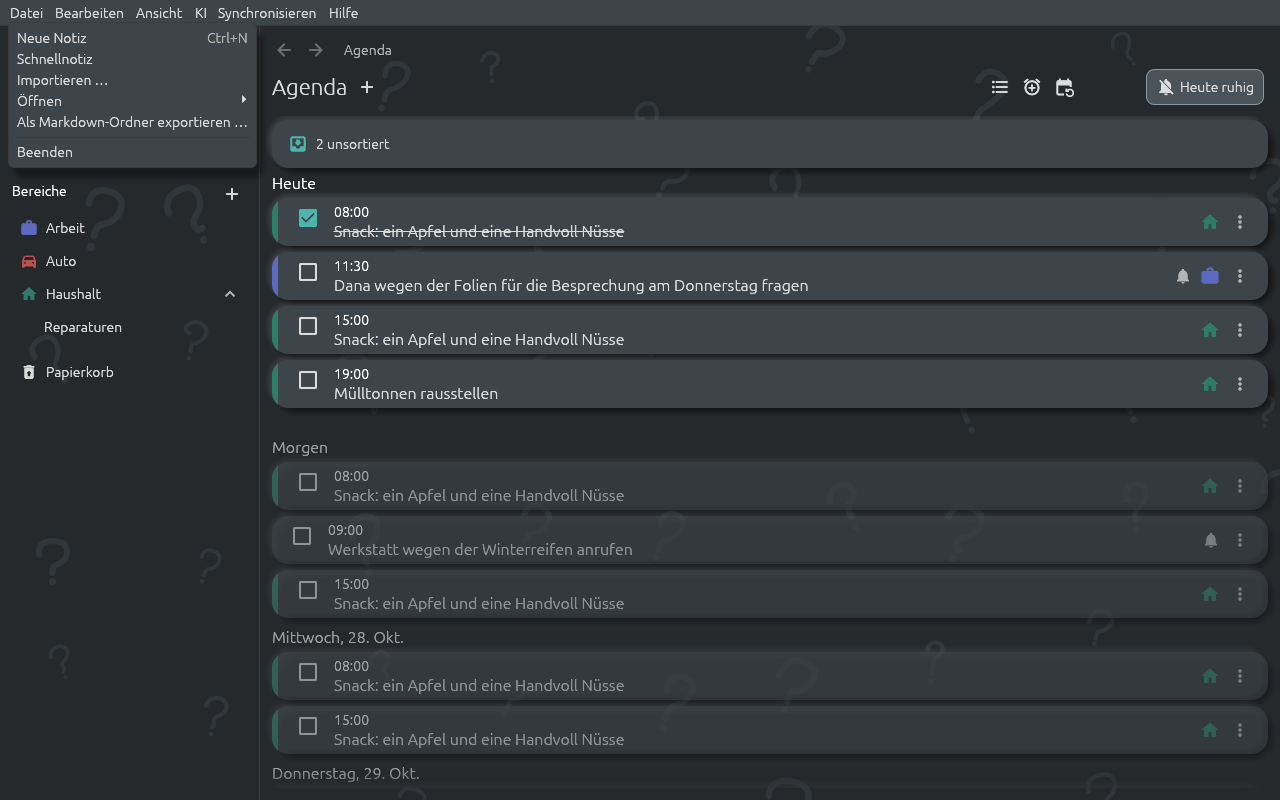 Datei Bearbeiten Ansicht KI Synchronisieren Hilfe
Neue Notiz Ctrl+N
Schnellnotiz
Importieren …
Öffnen
Als Markdown-Ordner exportieren …
Beenden
Bereiche
Arbeit
Auto
Haushalt
Reparaturen
Papierkorb
Agenda
Agenda
Heute ruhig
2 unsortiert
Heute
08:00
Snack: ein Apfel und eine Handvoll Nüsse
11:30
Dana wegen der Folien für die Besprechung am Donnerstag fragen
15:00
Snack: ein Apfel und eine Handvoll Nüsse
19:00
Mülltonnen rausstellen
Morgen
08:00
Snack: ein Apfel und eine Handvoll Nüsse
09:00
Werkstatt wegen der Winterreifen anrufen
15:00
Snack: ein Apfel und eine Handvoll Nüsse
Mittwoch, 28. Okt.
08:00
Snack: ein Apfel und eine Handvoll Nüsse
15:00
Snack: ein Apfel und eine Handvoll Nüsse
Donnerstag, 29. Okt.